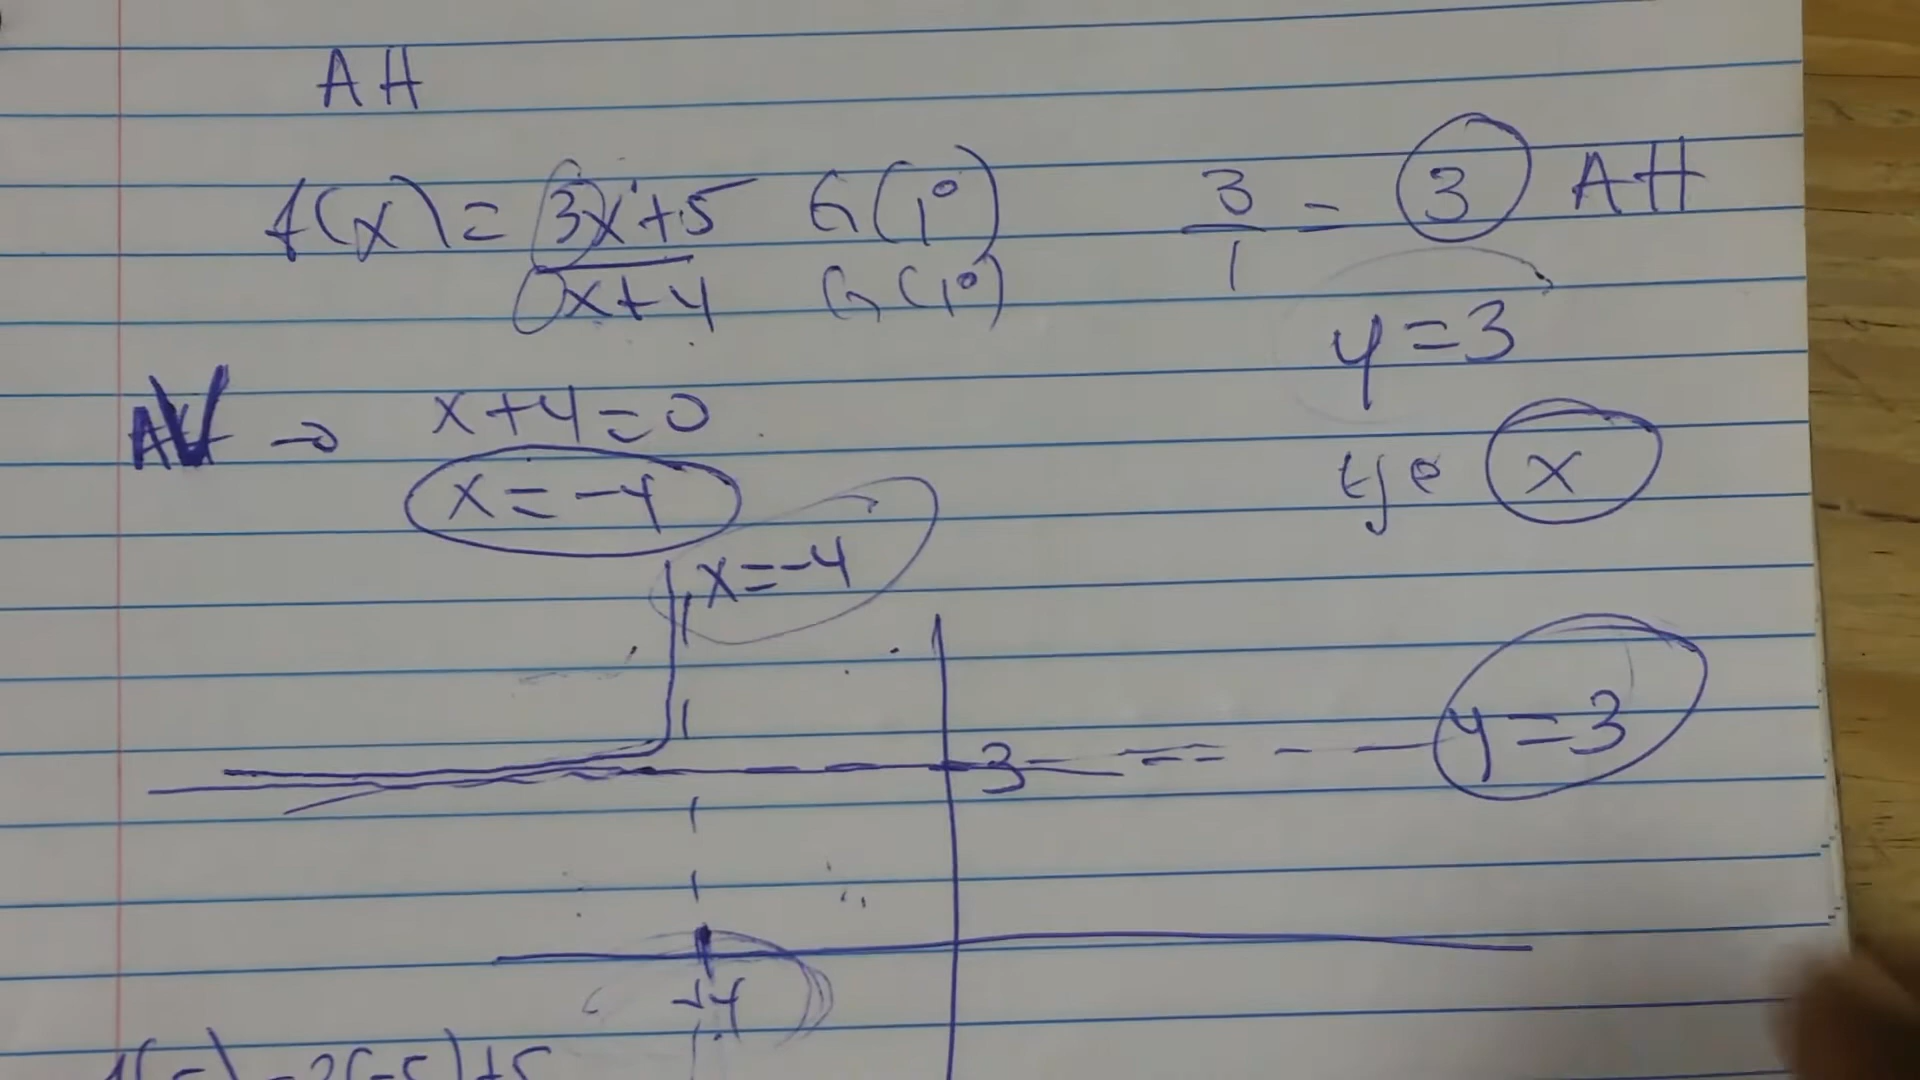 AH
f(x) = 3x+5 G(1°) 3/1 = 3 AH
x+4 G(1°)
y=3
AV → x+4=0
x = -4 eje x
x=-4
3 y=3
-4